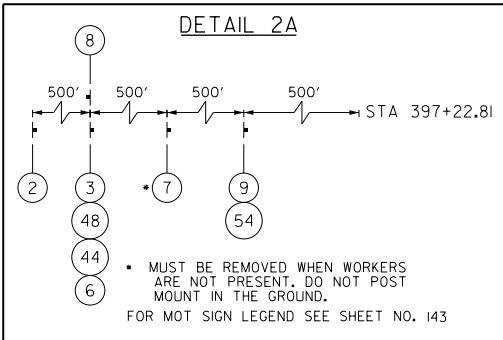 DETAIL 2A
8
500' 500' 500' 500'
STA 397+22.81
2 3 * 7 9
48 54
44
6
* MUST BE REMOVED WHEN WORKERS
ARE NOT PRESENT. DO NOT POST
MOUNT IN THE GROUND.
FOR MOT SIGN LEGEND SEE SHEET NO. 143